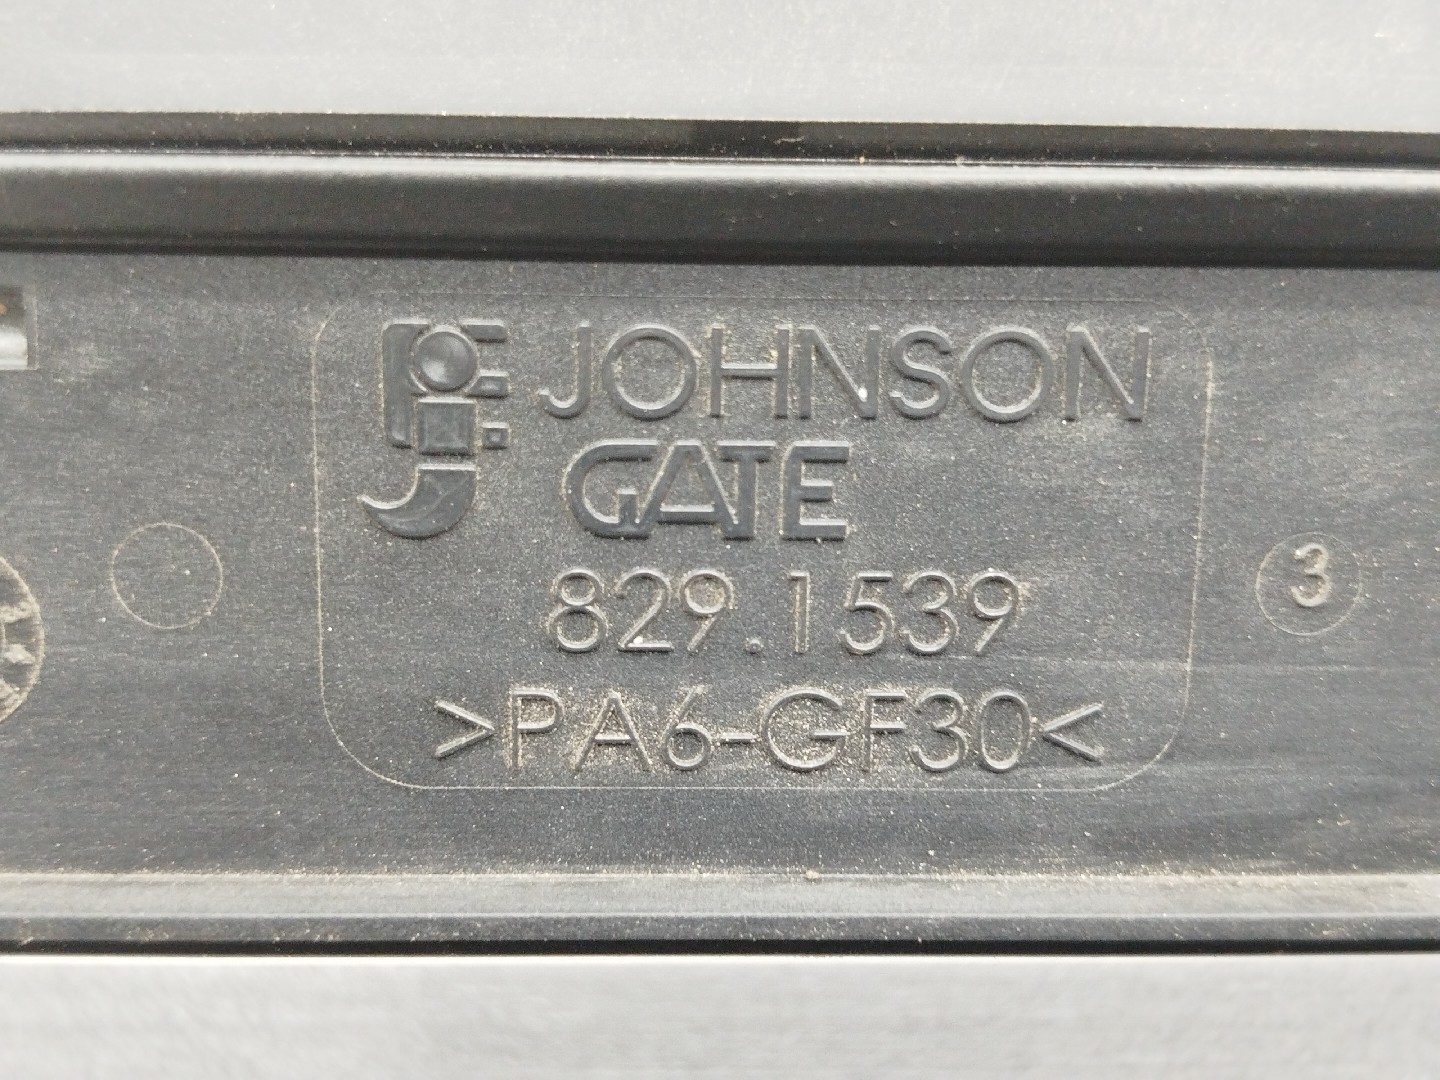 JOHNSON
GATE
829.1539
>PA6-GF30<
3